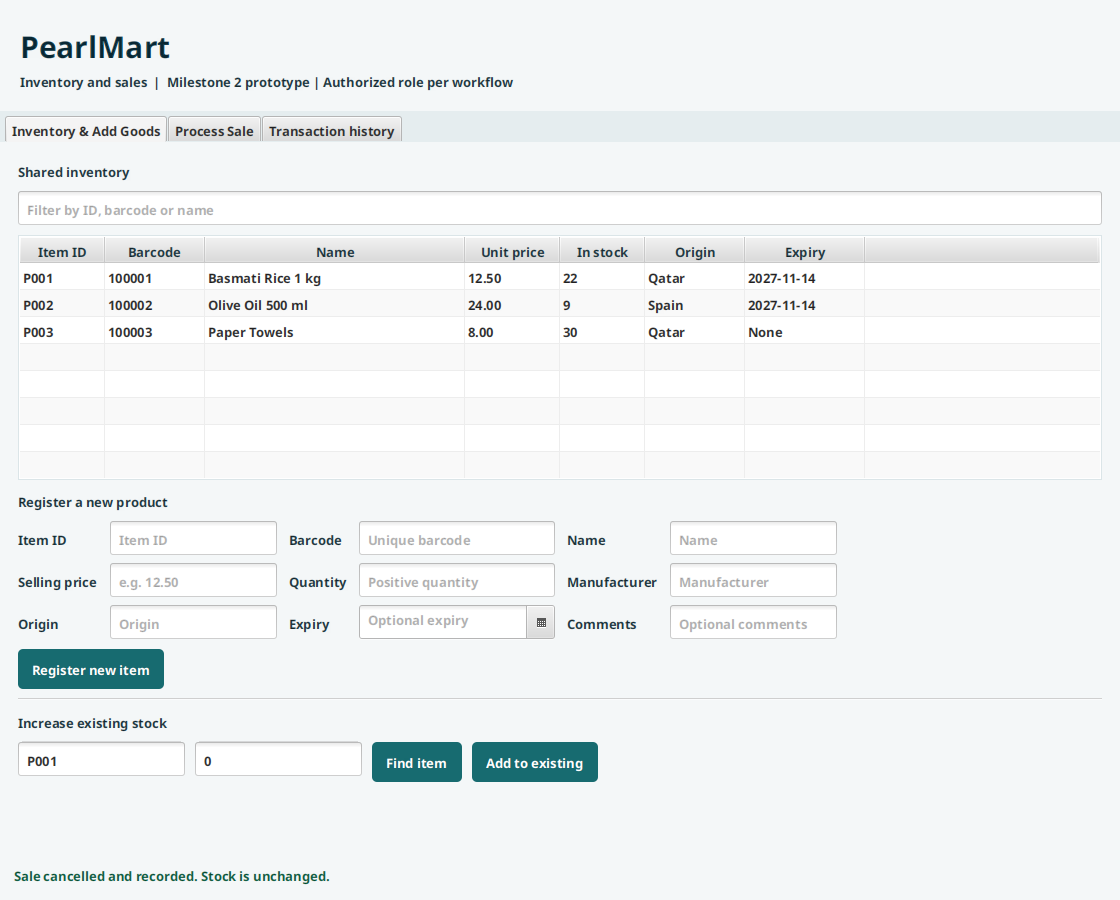 PearlMart
Inventory and sales | Milestone 2 prototype | Authorized role per workflow
Inventory & Add Goods Process Sale Transaction history
Shared inventory
Filter by ID, barcode or name
Item ID Barcode Name Unit price In stock Origin Expiry
P001 100001 Basmati Rice 1 kg 12.50 22 Qatar 2027-11-14
P002 100002 Olive Oil 500 ml 24.00 9 Spain 2027-11-14
P003 100003 Paper Towels 8.00 30 Qatar None
Register a new product
Item ID Item ID Barcode Unique barcode Name Name
Selling price e.g. 12.50 Quantity Positive quantity Manufacturer Manufacturer
Origin Origin Expiry Optional expiry Comments Optional comments
Register new item
Increase existing stock
P001 0 Find item Add to existing
Sale cancelled and recorded. Stock is unchanged.